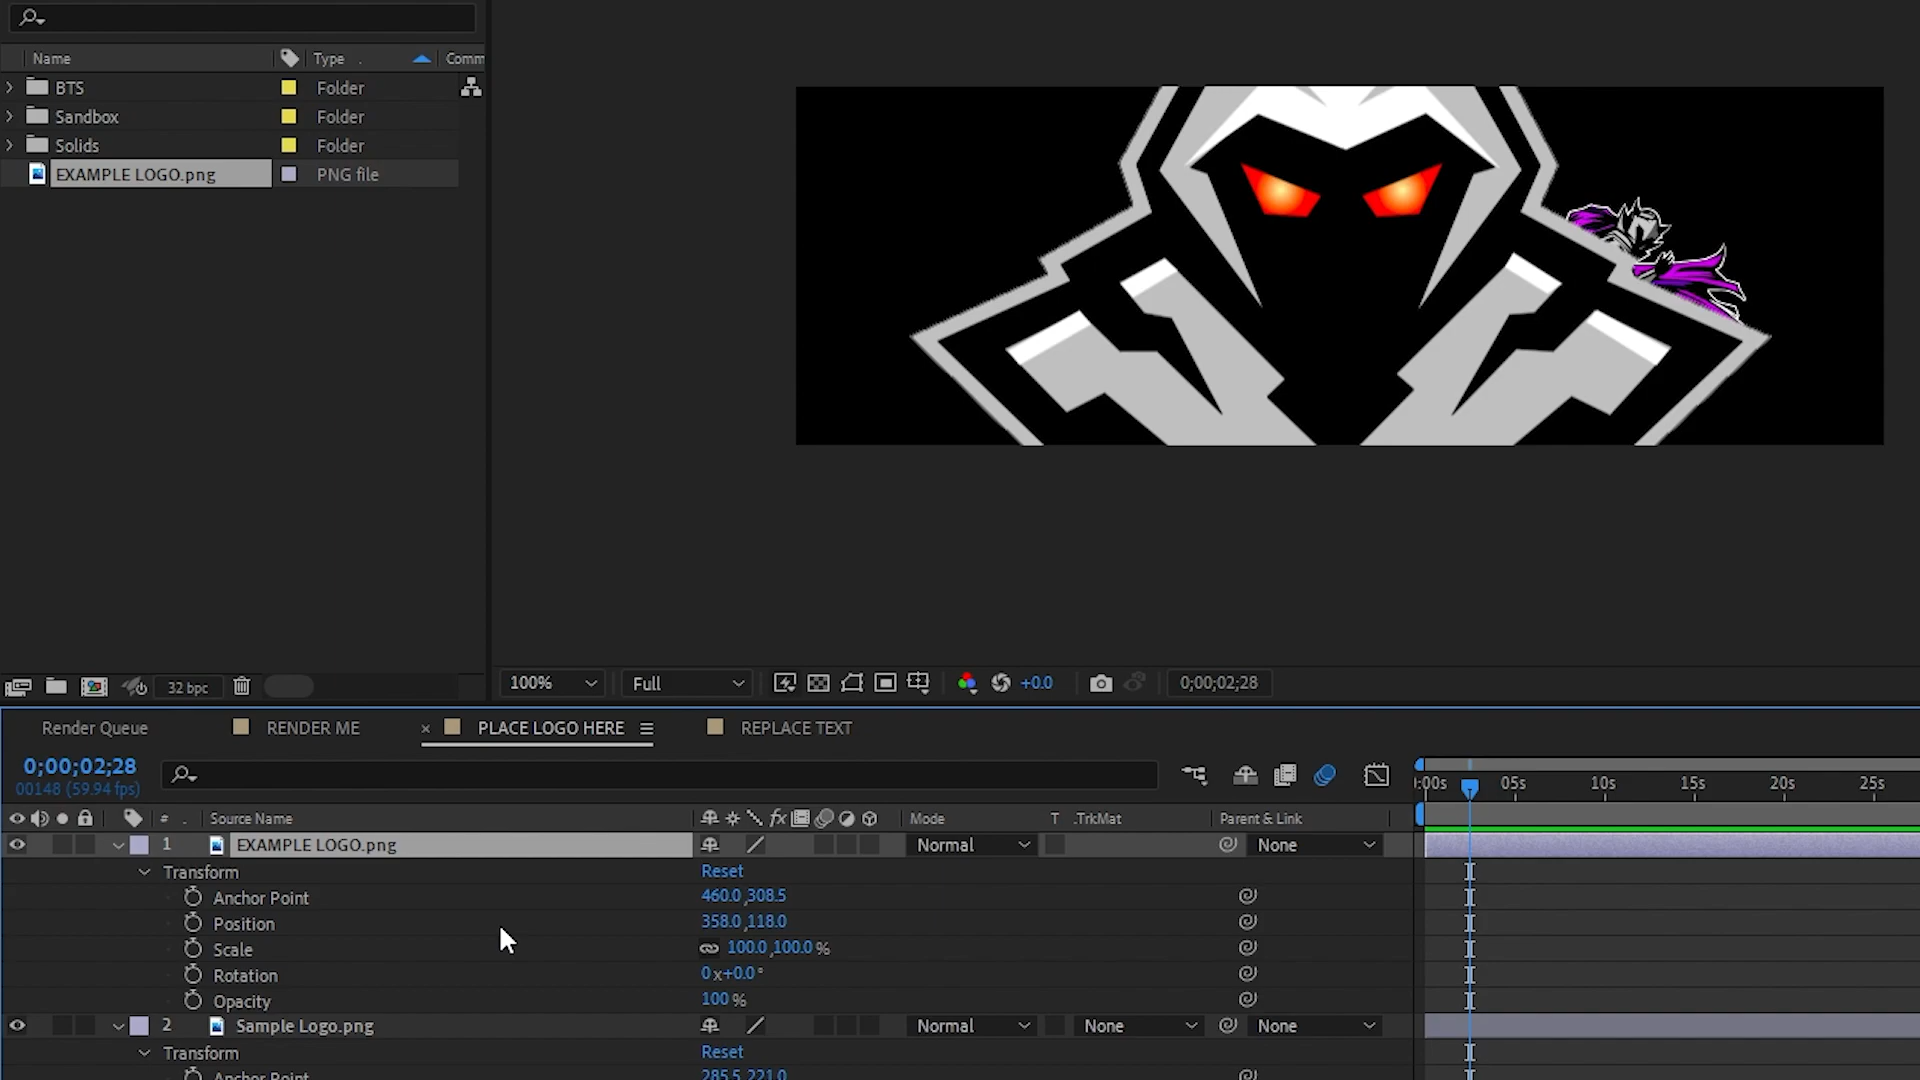 Name Type Comm
BTS Folder
Sandbox Folder
Solids Folder
EXAMPLE LOGO.png PNG file
32 bpc
100% Full +0.0 0;00;02;28
Render Queue RENDER ME × PLACE LOGO HERE REPLACE TEXT
0;00;02;28
00148 (59.94 fps)
:00s 05s 10s 15s 20s 25s
# Source Name fx Mode T .TrkMat Parent & Link
1 EXAMPLE LOGO.png Normal None
Transform Reset
Anchor Point 460.0,308.5
Position 358.0,118.0
Scale 100.0,100.0%
Rotation 0x+0.0°
Opacity 100%
2 Sample Logo.png Normal None None
Transform Reset
Anchor Point 285.5,221.0